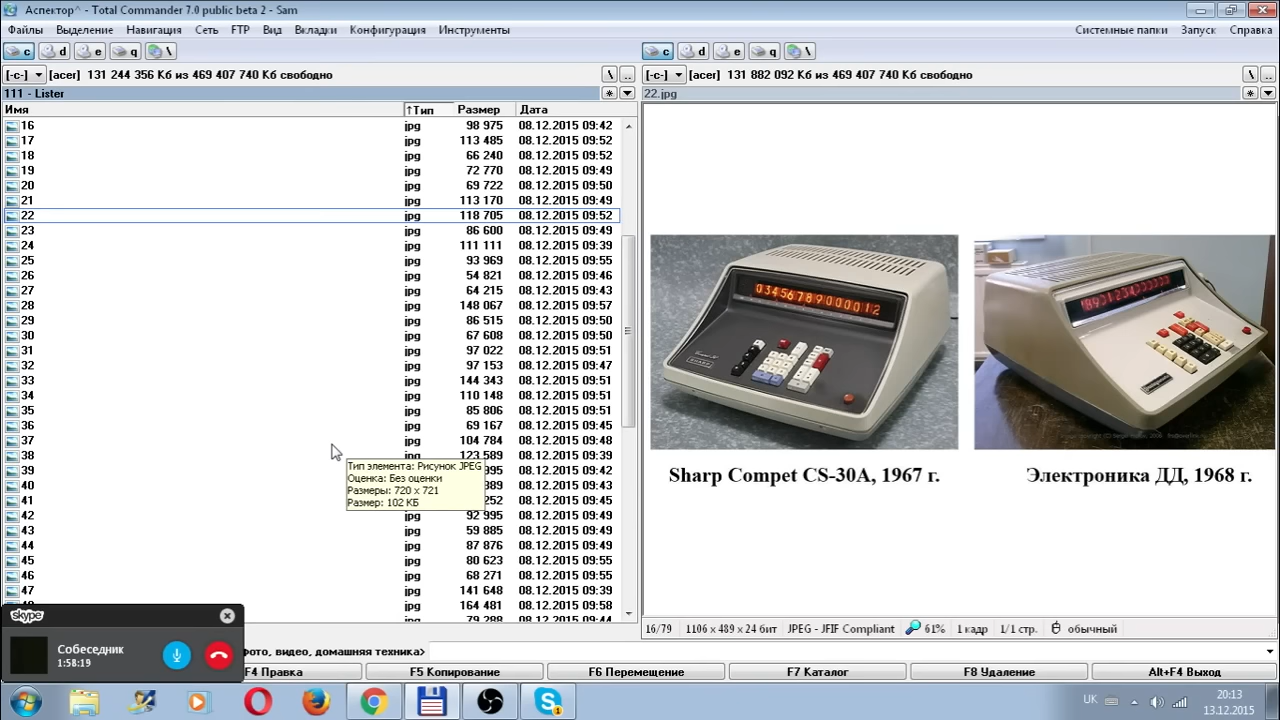 Аспектор^ - Total Commander 7.0 public beta 2 - Sam
Файлы Выделение Навигация Сеть FTP Вид Вкладки Конфигурация Инструменты Системные папки Запуск Справка
c d e q \ c d e q \
[-c-] [acer] 131 244 356 Кб из 469 407 740 Кб свободно \ .. [-c-] [acer] 131 882 092 Кб из 469 407 740 Кб свободно \ ..
111 - Lister * 22.jpg *
Имя ↑Тип Размер Дата
16 jpg 98 975 08.12.2015 09:42
17 jpg 113 485 08.12.2015 09:52
18 jpg 66 240 08.12.2015 09:52
19 jpg 72 770 08.12.2015 09:49
20 jpg 69 722 08.12.2015 09:50
21 jpg 113 170 08.12.2015 09:49
22 jpg 118 705 08.12.2015 09:52
23 jpg 86 600 08.12.2015 09:49
24 jpg 111 111 08.12.2015 09:39
25 jpg 93 969 08.12.2015 09:55
26 jpg 54 821 08.12.2015 09:46
27 jpg 64 215 08.12.2015 09:43
28 jpg 148 067 08.12.2015 09:57
29 jpg 86 515 08.12.2015 09:50
30 jpg 67 608 08.12.2015 09:50
31 jpg 97 022 08.12.2015 09:51
32 jpg 97 153 08.12.2015 09:47
33 jpg 144 343 08.12.2015 09:51
34 jpg 110 148 08.12.2015 09:51
35 jpg 85 806 08.12.2015 09:51
36 jpg 69 167 08.12.2015 09:45
37 jpg 104 784 08.12.2015 09:48
38 jpg 123 589 08.12.2015 09:39
39 995 08.12.2015 09:42
40 389 08.12.2015 09:43
41 252 08.12.2015 09:45
42 jpg 92 995 08.12.2015 09:49
43 jpg 59 885 08.12.2015 09:49
44 jpg 87 876 08.12.2015 09:49
45 jpg 80 623 08.12.2015 09:55
46 jpg 68 271 08.12.2015 09:55
47 jpg 141 648 08.12.2015 09:39
jpg 164 481 08.12.2015 09:58
jpg 79 288 08.12.2015 09:44
Тип элемента: Рисунок JPEG
Оценка: Без оценки
Размеры: 720 x 721
Размер: 102 КБ
034567890000012
SHARP
Sharp Compet CS-30A, 1967 г. Электроника ДД, 1968 г.
16/79 1106 x 489 x 24 бит JPEG - JFIF Compliant 61% 1 кадр 1/1 стр. обычный
skype
Собеседник
1:58:19
фото, видео, домашняя техника>
F4 Правка F5 Копирование F6 Перемещение F7 Каталог F8 Удаление Alt+F4 Выход
UK 20:13
13.12.2015